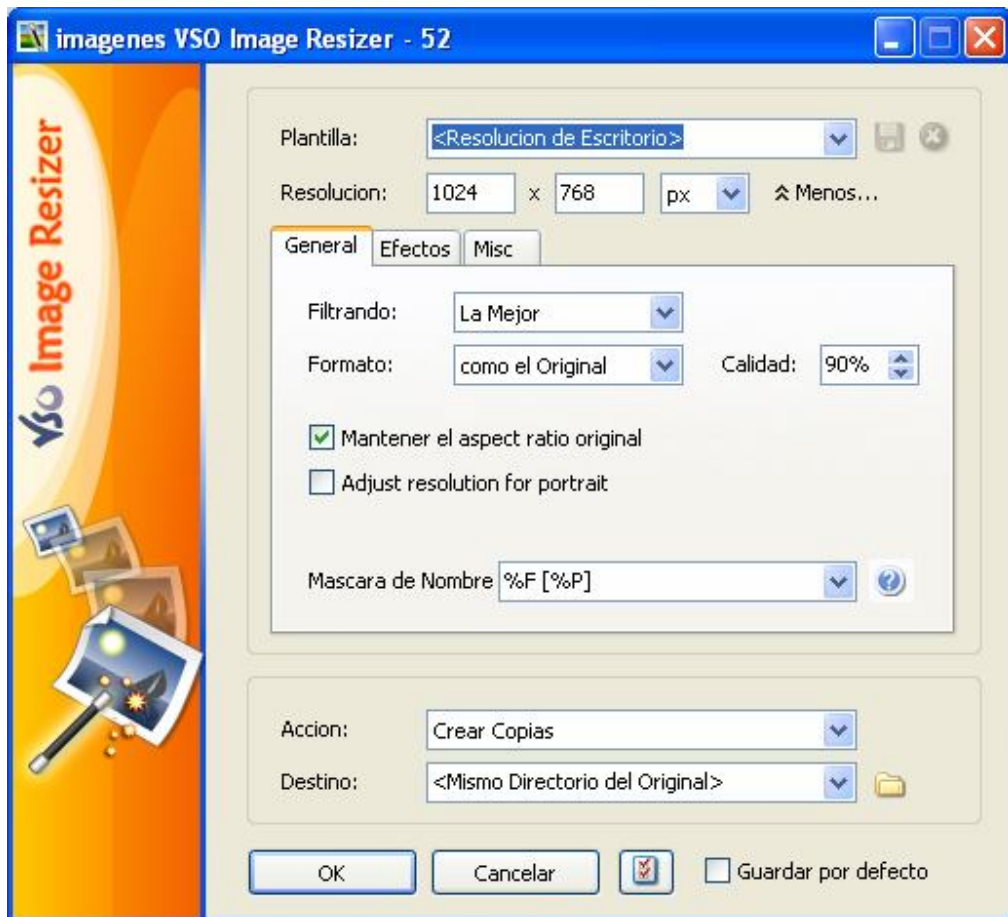 imagenes VSO Image Resizer - 52
VSO Image Resizer
Plantilla: <Resolucion de Escritorio>
Resolucion: 1024 x 768 px Menos...
General Efectos Misc
Filtrando: La Mejor
Formato: como el Original Calidad: 90%
Mantener el aspect ratio original
Adjust resolution for portrait
Mascara de Nombre %F [%P]
Accion: Crear Copias
Destino: <Mismo Directorio del Original>
OK Cancelar Guardar por defecto